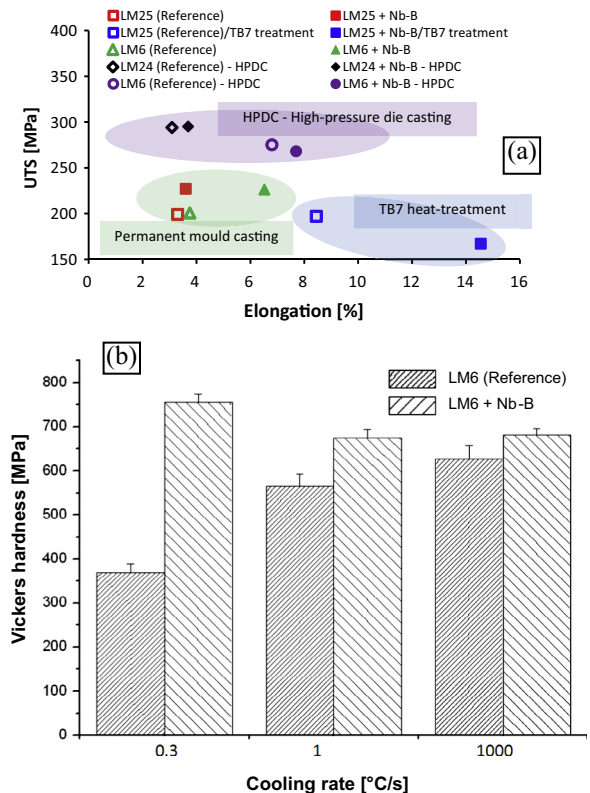 LM25 (Reference)
LM25 + Nb-B
LM25 (Reference)/TB7 treatment
LM25 + Nb-B/TB7 treatment
LM6 (Reference)
LM6 + Nb-B
LM24 (Reference) - HPDC
LM24 + Nb-B - HPDC
LM6 (Reference) - HPDC
LM6 + Nb-B - HPDC
400
350
300
250
200
150
UTS [MPa]
HPDC - High-pressure die casting
(a)
TB7 heat-treatment
Permanent mould casting
0 2 4 6 8 10 12 14 16
Elongation [%]
(b)
LM6 (Reference)
LM6 + Nb-B
800
700
600
500
400
300
200
100
0
Vickers hardness [MPa]
0.3 1 1000
Cooling rate [°C/s]